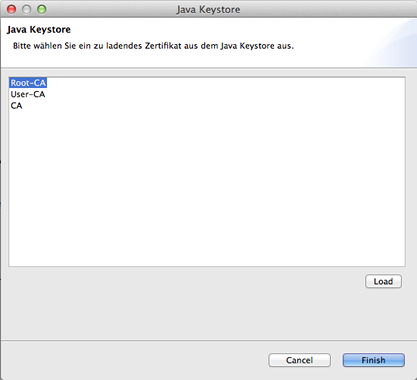 Java Keystore
Java Keystore
Bitte wählen Sie ein zu ladendes Zertifikat aus dem Java Keystore aus.
Root-CA
User-CA
CA
Load
Cancel
Finish